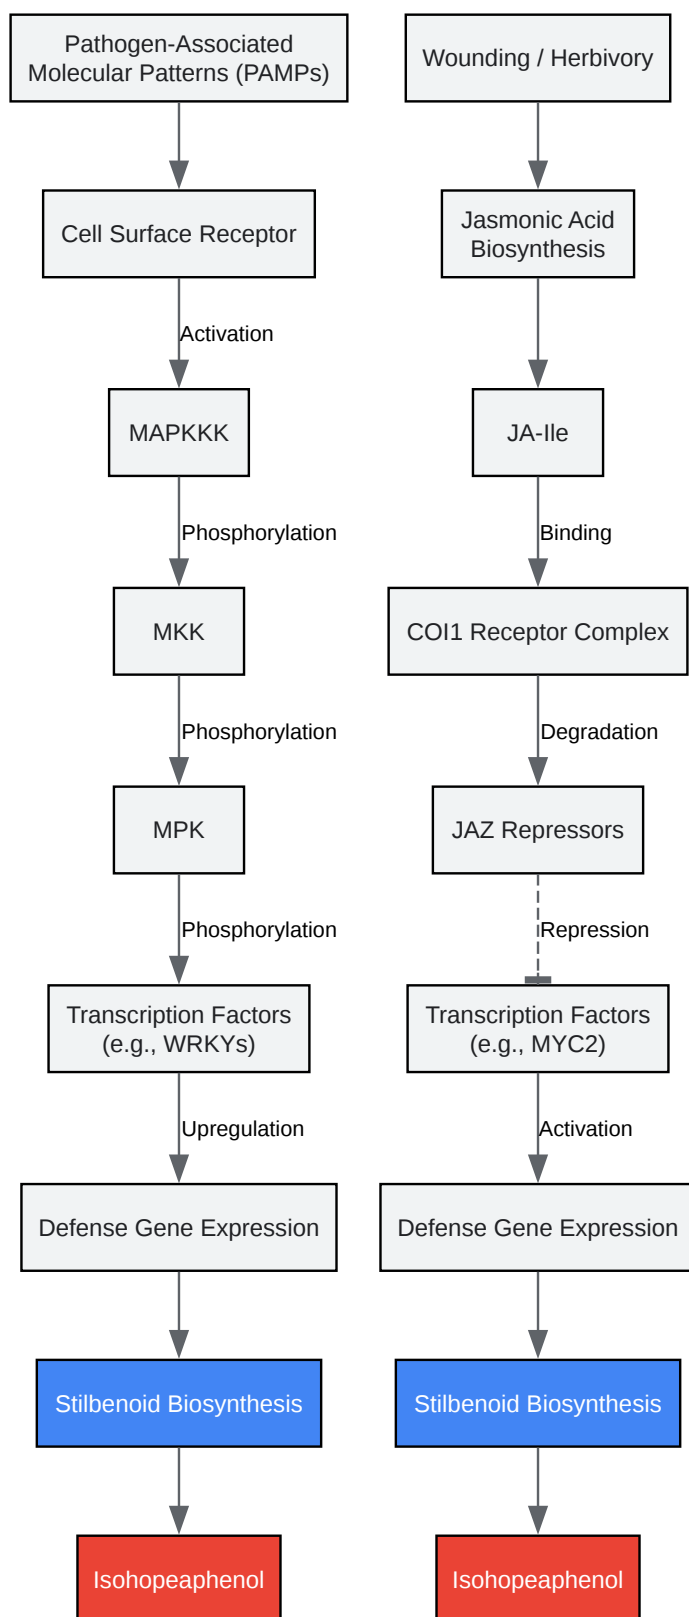 Pathogen-Associated
Molecular Patterns (PAMPs)
Cell Surface Receptor
Activation
MAPKKK
Phosphorylation
MKK
Phosphorylation
MPK
Phosphorylation
Transcription Factors
(e.g., WRKYs)
Upregulation
Defense Gene Expression
Stilbenoid Biosynthesis
Isohopeaphenol
Wounding / Herbivory
Jasmonic Acid
Biosynthesis
JA-Ile
Binding
COI1 Receptor Complex
Degradation
JAZ Repressors
Repression
Transcription Factors
(e.g., MYC2)
Activation
Defense Gene Expression
Stilbenoid Biosynthesis
Isohopeaphenol